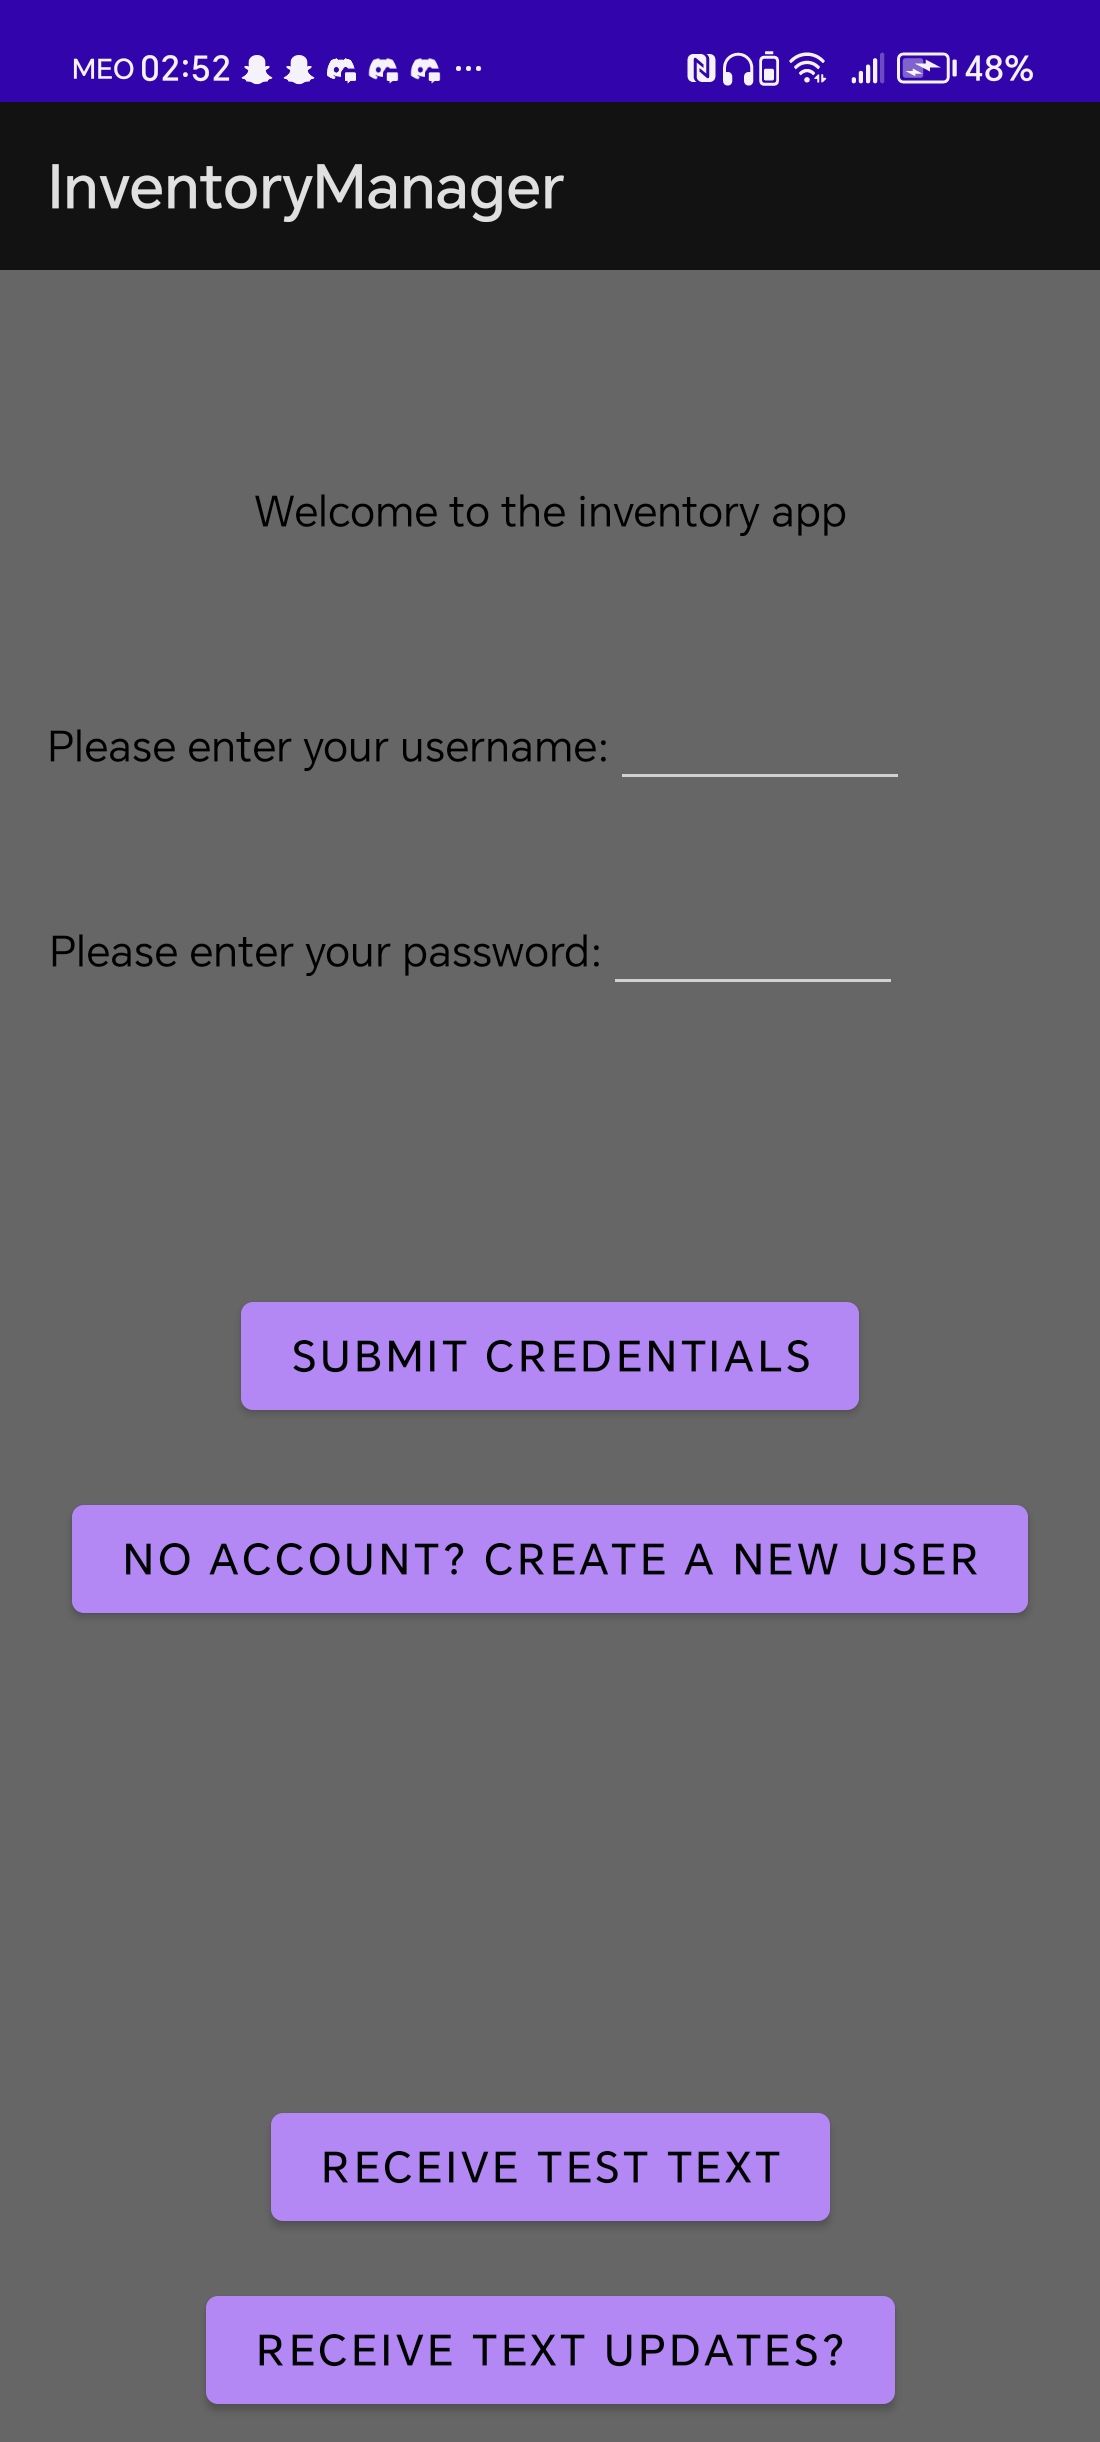 MEO 02:52 48%
InventoryManager
Welcome to the inventory app
Please enter your username:
Please enter your password:
SUBMIT CREDENTIALS
NO ACCOUNT? CREATE A NEW USER
RECEIVE TEST TEXT
RECEIVE TEXT UPDATES?